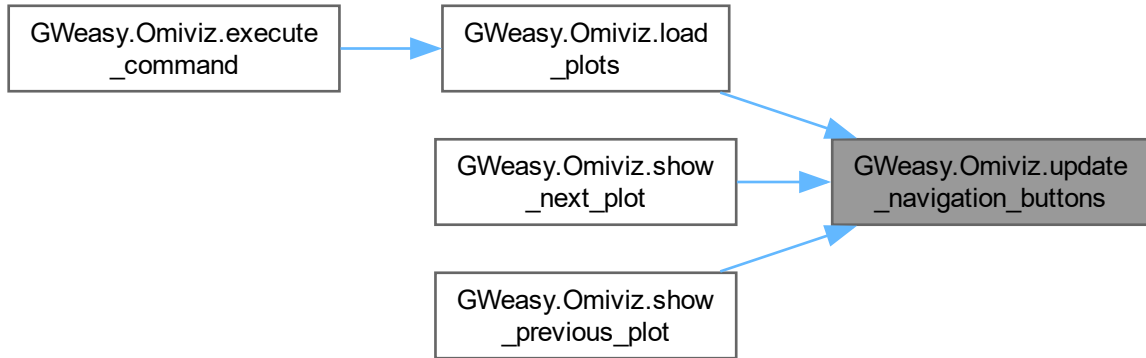 GWeasy.Omiviz.execute
_command
GWeasy.Omiviz.load
_plots
GWeasy.Omiviz.show
_next_plot
GWeasy.Omiviz.show
_previous_plot
GWeasy.Omiviz.update
_navigation_buttons